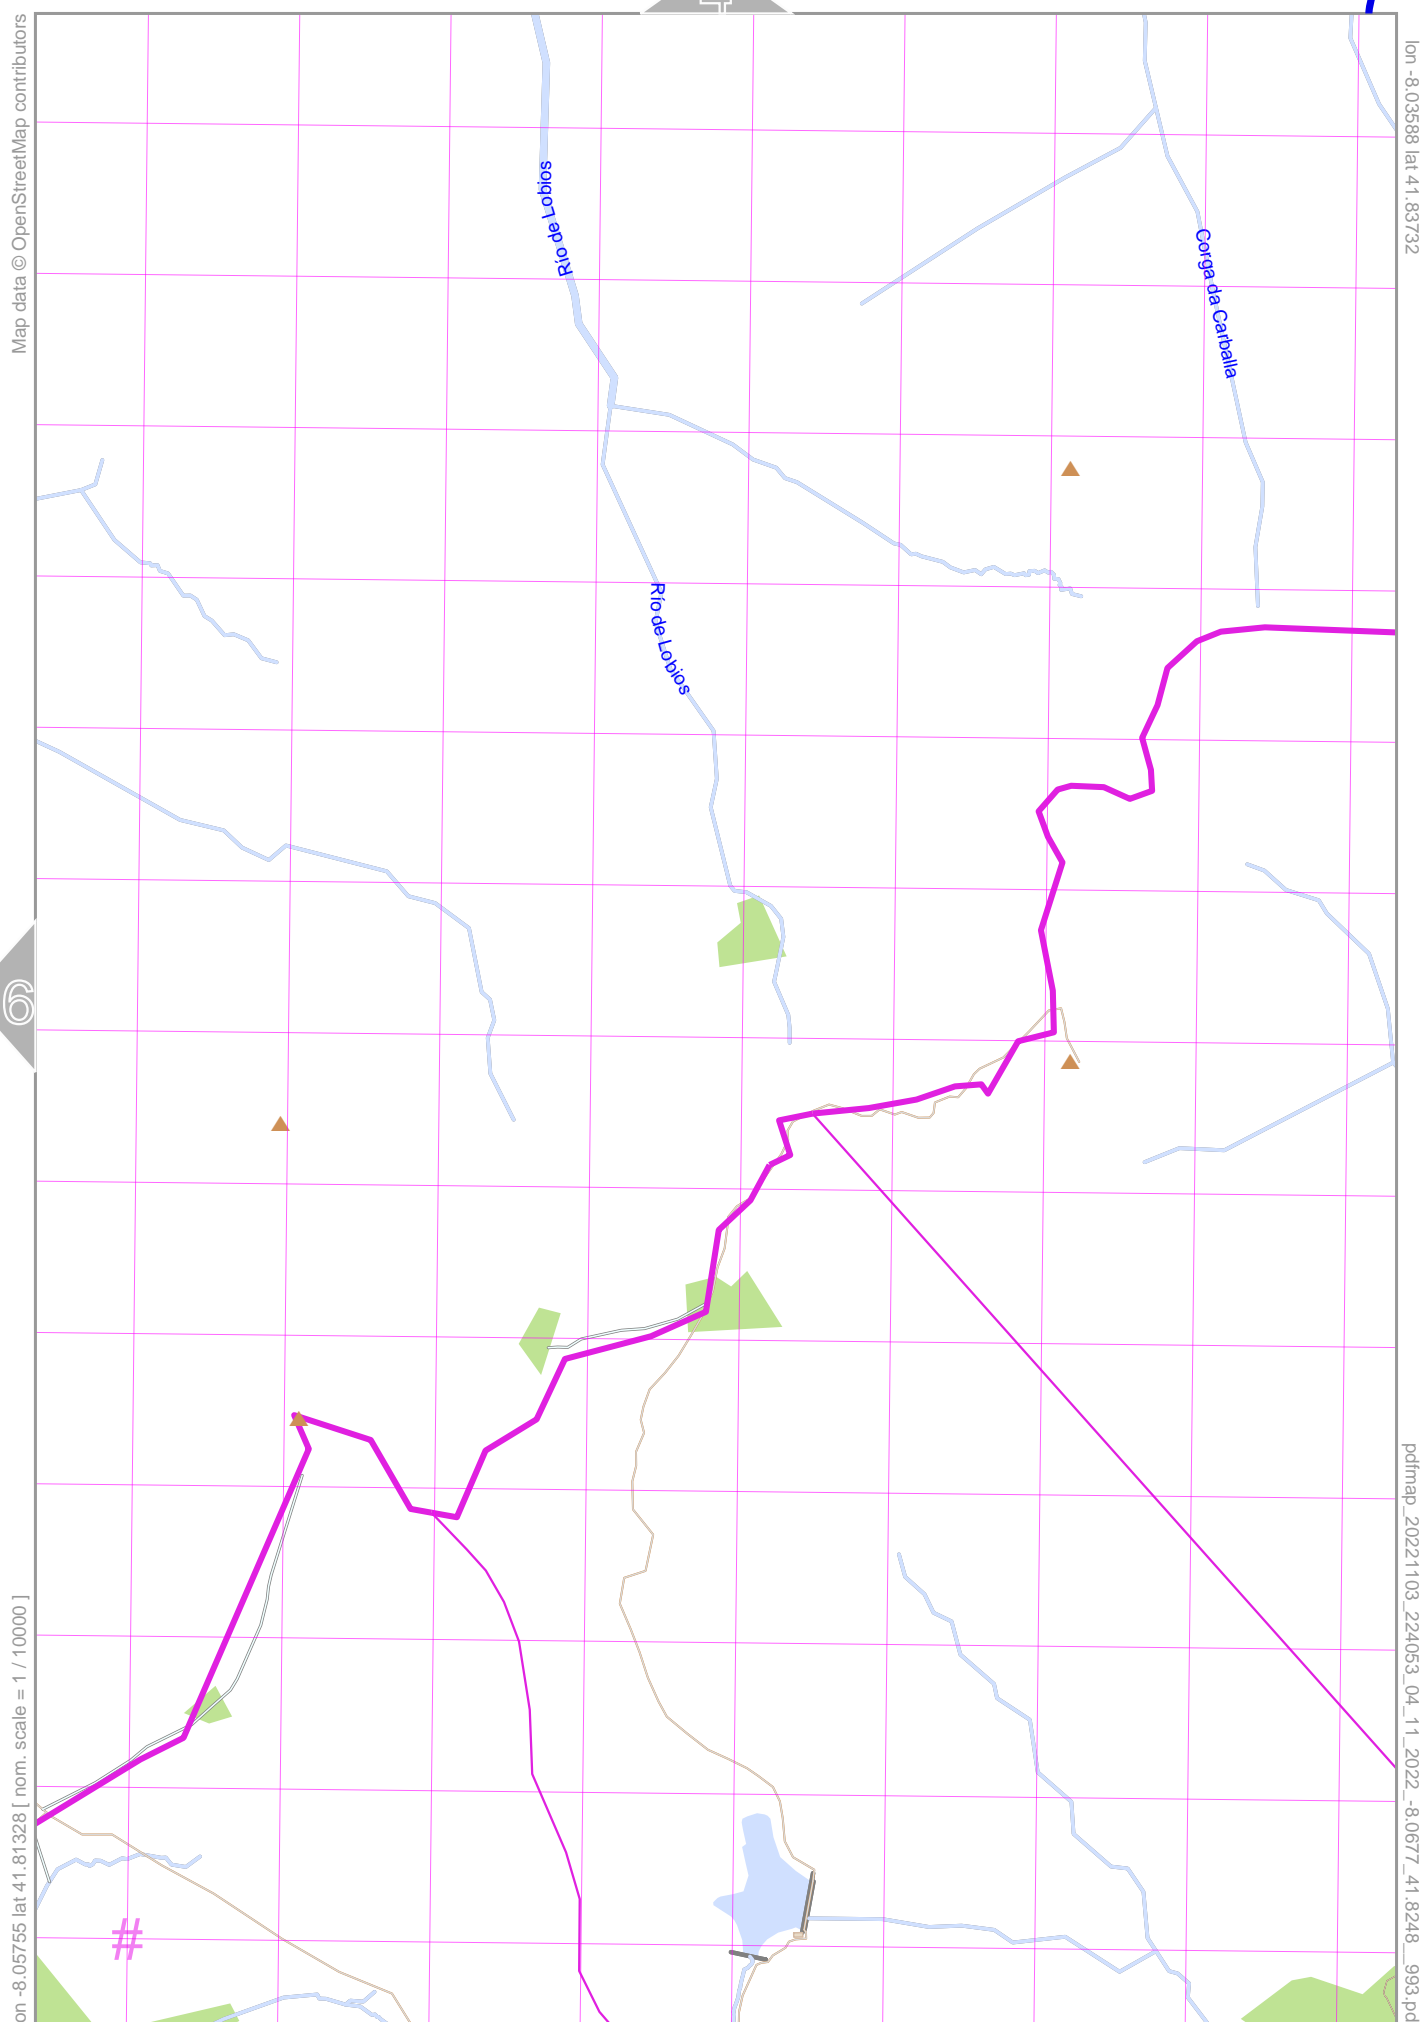 Map data © OpenStreetMap contributors
lon -8.03588 lat 41.83732
Río de Lobios
Corga da Carballa
Río de Lobios
6
#
on -8.05755 lat 41.81328 [ nom. scale = 1 / 10000 ]
pdfmap_20221103_224053_04_11_2022_-8.0677_41.8248__993.pd